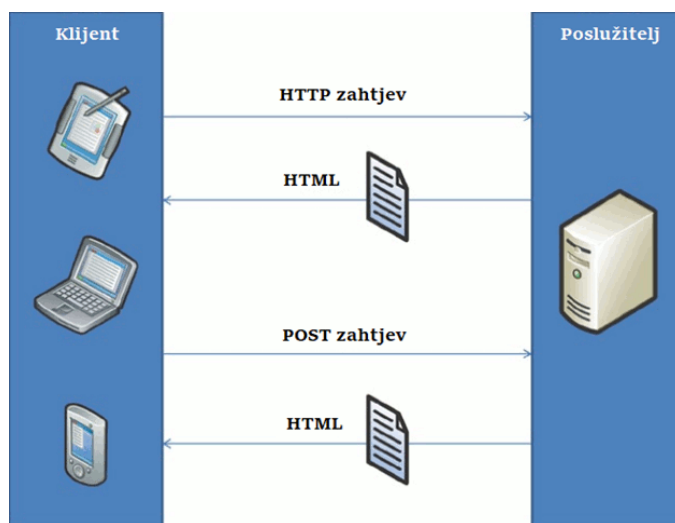 Klijent
Poslužitelj
HTTP zahtjev
HTML
POST zahtjev
HTML